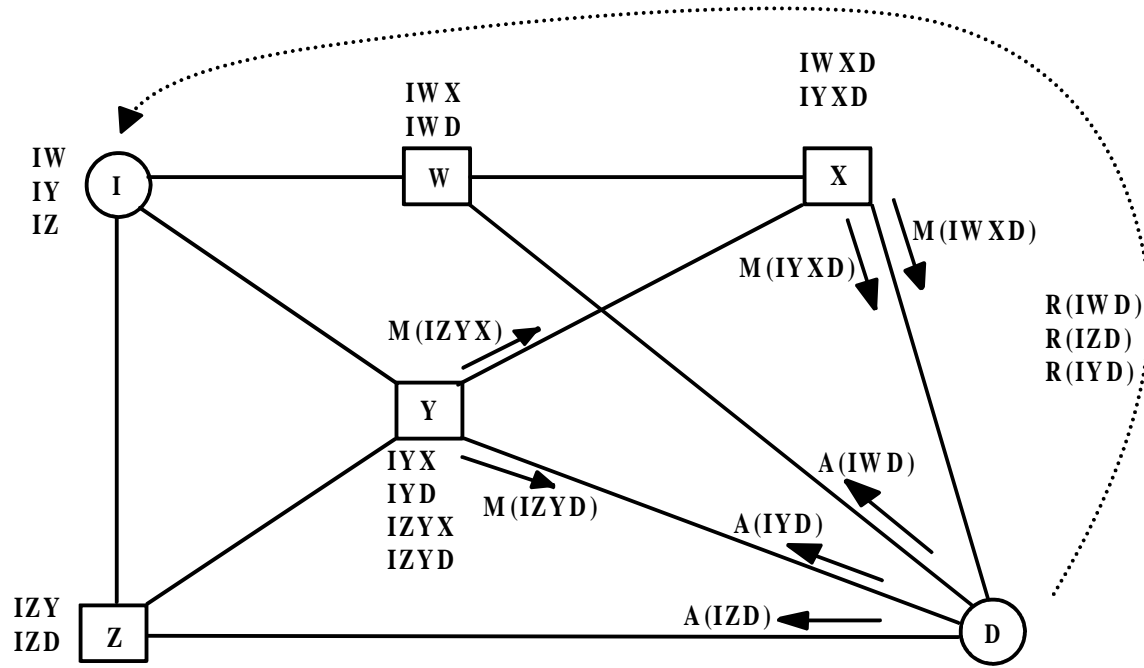 IWXD
IYXD
IWX
IWD
IW
IY
IZ
I
W
X
M(IWXD)
M(IYXD)
R(IWD)
R(IZD)
R(IYD)
M(IZYX)
Y
IYX
IYD
IZYX
IZYD
M(IZYD)
A(IWD)
A(IYD)
A(IZD)
IZY
IZD
Z
D